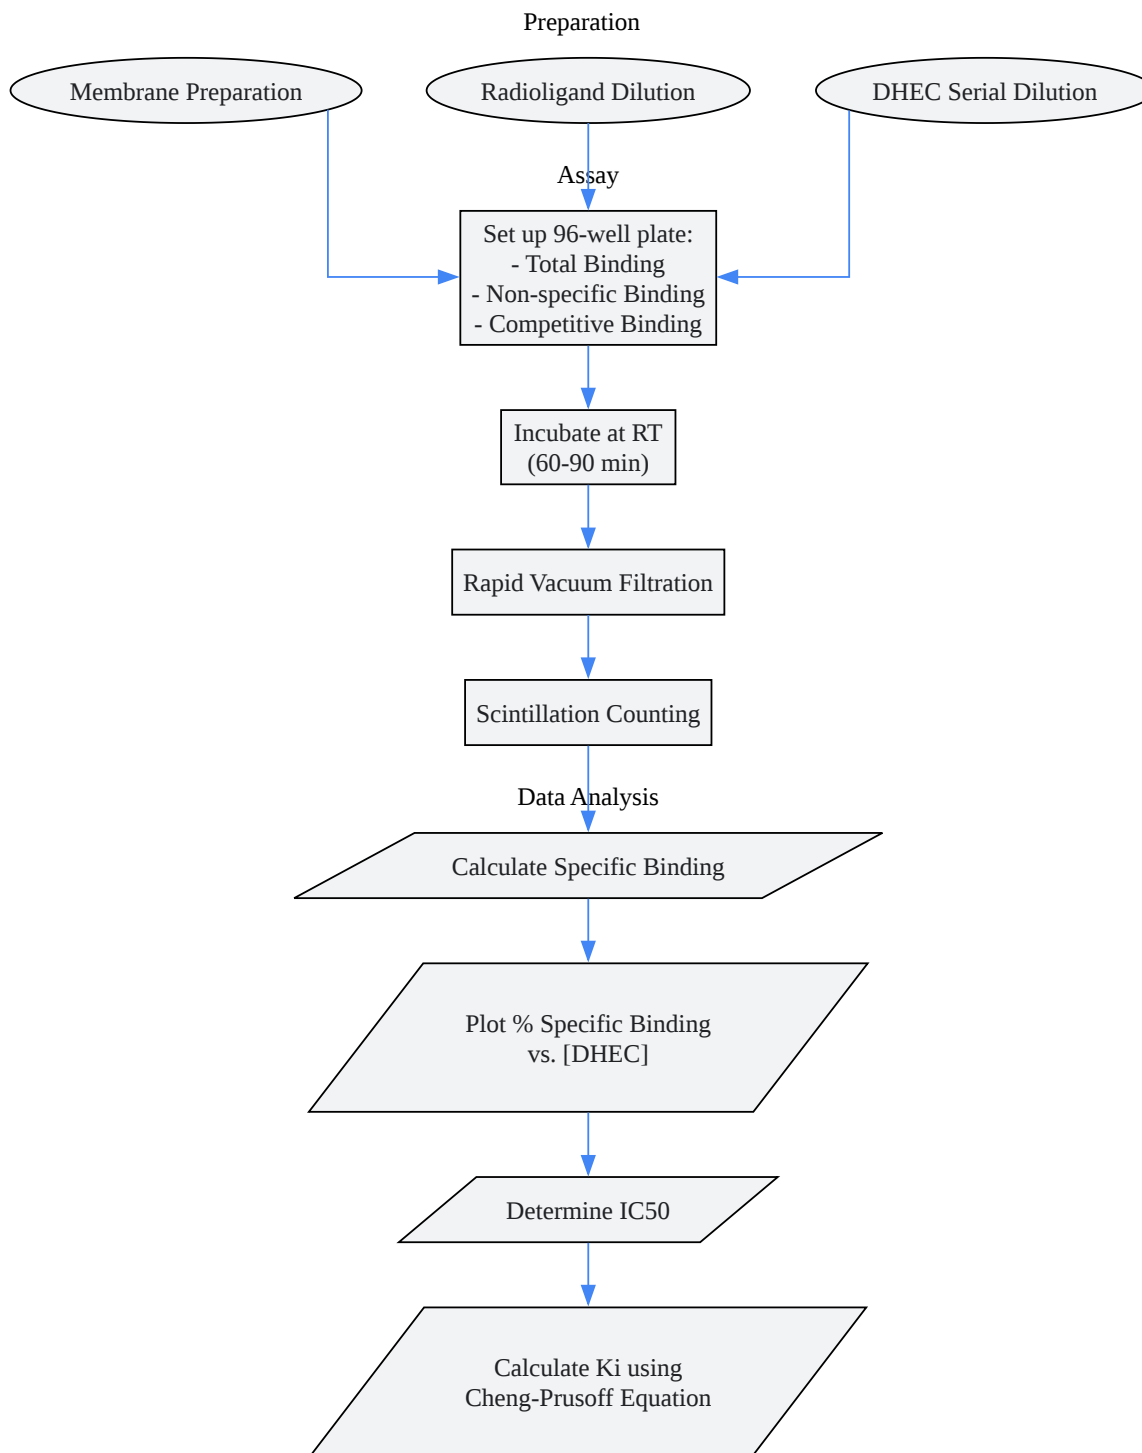 Preparation
Membrane Preparation
Radioligand Dilution
DHEC Serial Dilution
Assay
Set up 96-well plate:
- Total Binding
- Non-specific Binding
- Competitive Binding
Incubate at RT
(60-90 min)
Rapid Vacuum Filtration
Scintillation Counting
Data Analysis
Calculate Specific Binding
Plot % Specific Binding
vs. [DHEC]
Determine IC50
Calculate Ki using
Cheng-Prusoff Equation